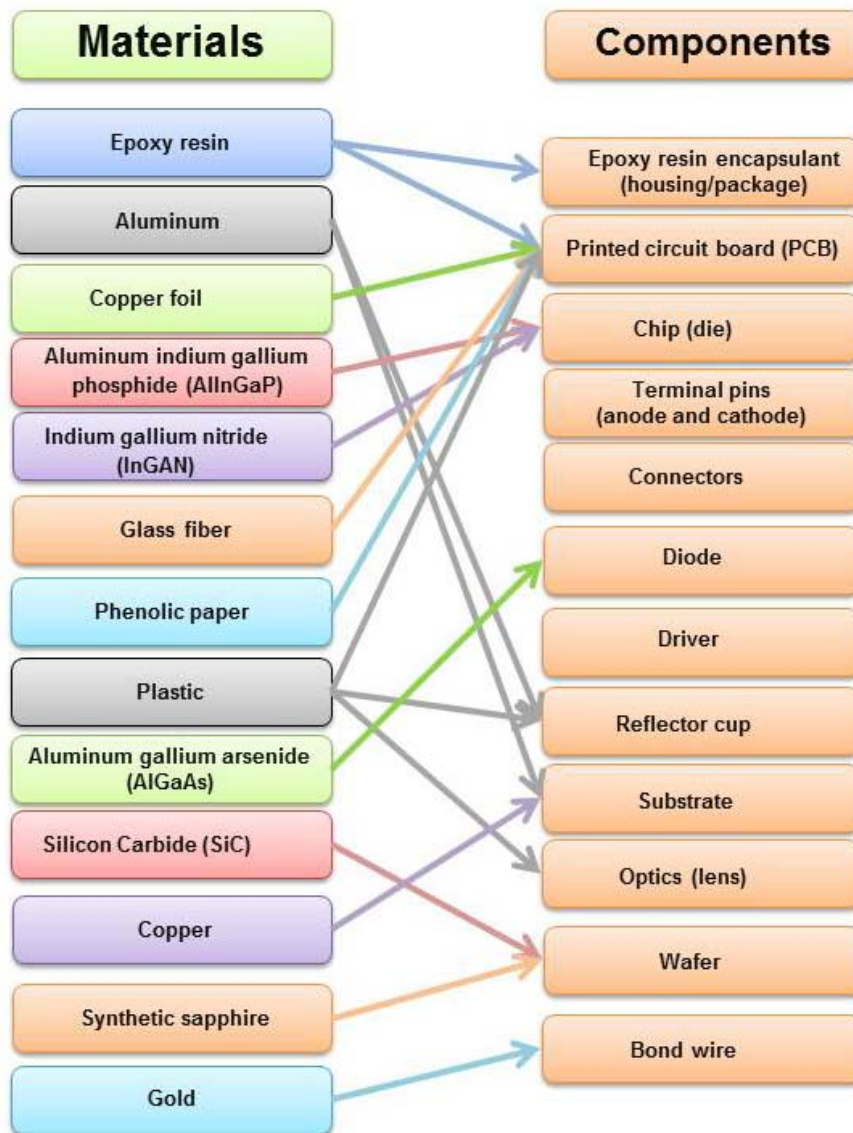 Materials
Components
Epoxy resin
Aluminum
Copper foil
Aluminum indium gallium
phosphide (AlInGaP)
Indium gallium nitride
(InGAN)
Glass fiber
Phenolic paper
Plastic
Aluminum gallium arsenide
(AlGaAs)
Silicon Carbide (SiC)
Copper
Synthetic sapphire
Gold
Epoxy resin encapsulant
(housing/package)
Printed circuit board (PCB)
Chip (die)
Terminal pins
(anode and cathode)
Connectors
Diode
Driver
Reflector cup
Substrate
Optics (lens)
Wafer
Bond wire